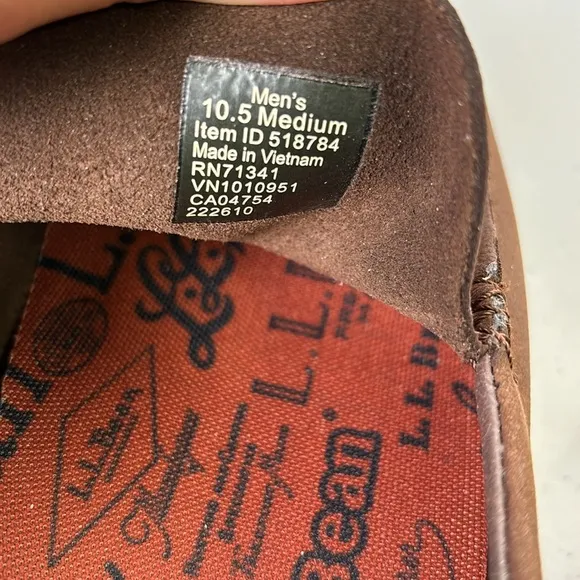 Men's
10.5 Medium
Item ID 518784
Made in Vietnam
RN71341
VN1010951
CA04754
222610
L.L.
L.L.Bean
L.L.B
Bean